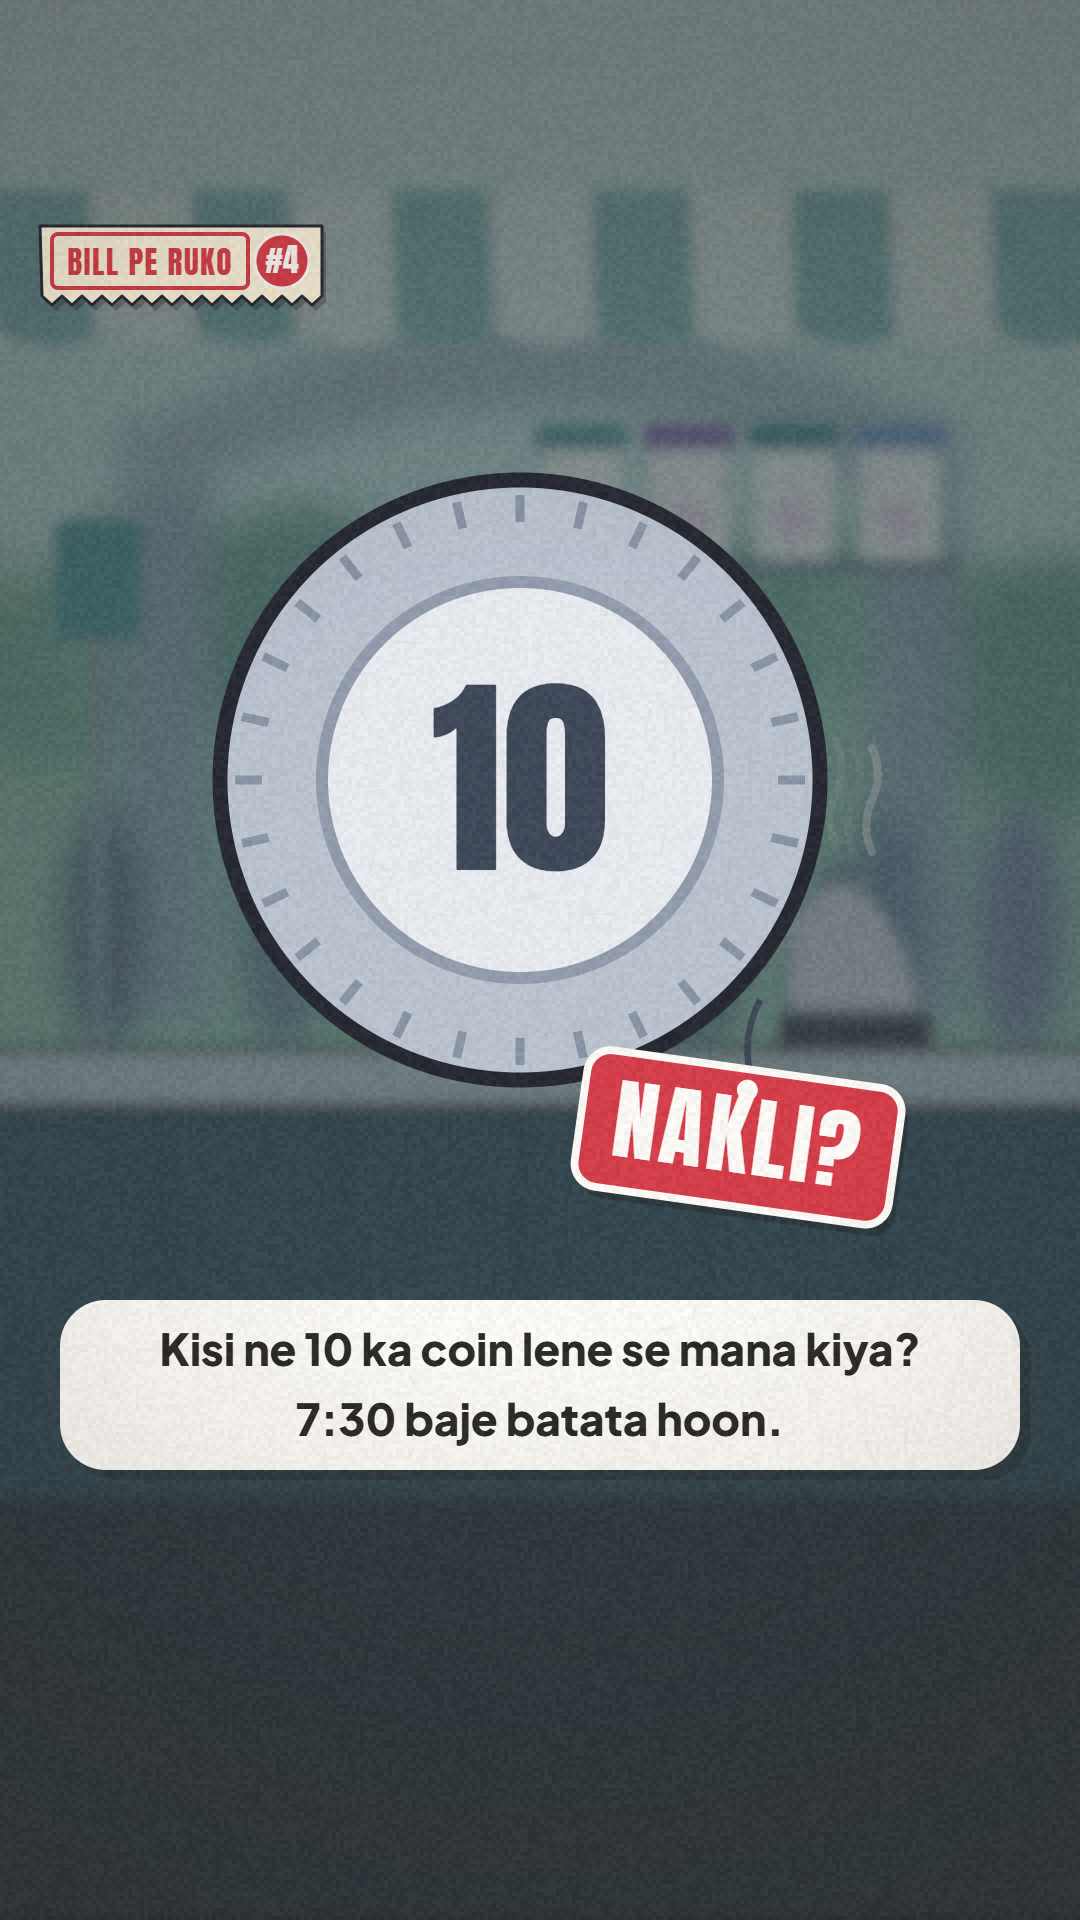 BILL PE RUKO #4
10
NAKLI?
Kisi ne 10 ka coin lene se mana kiya?
7:30 baje batata hoon.